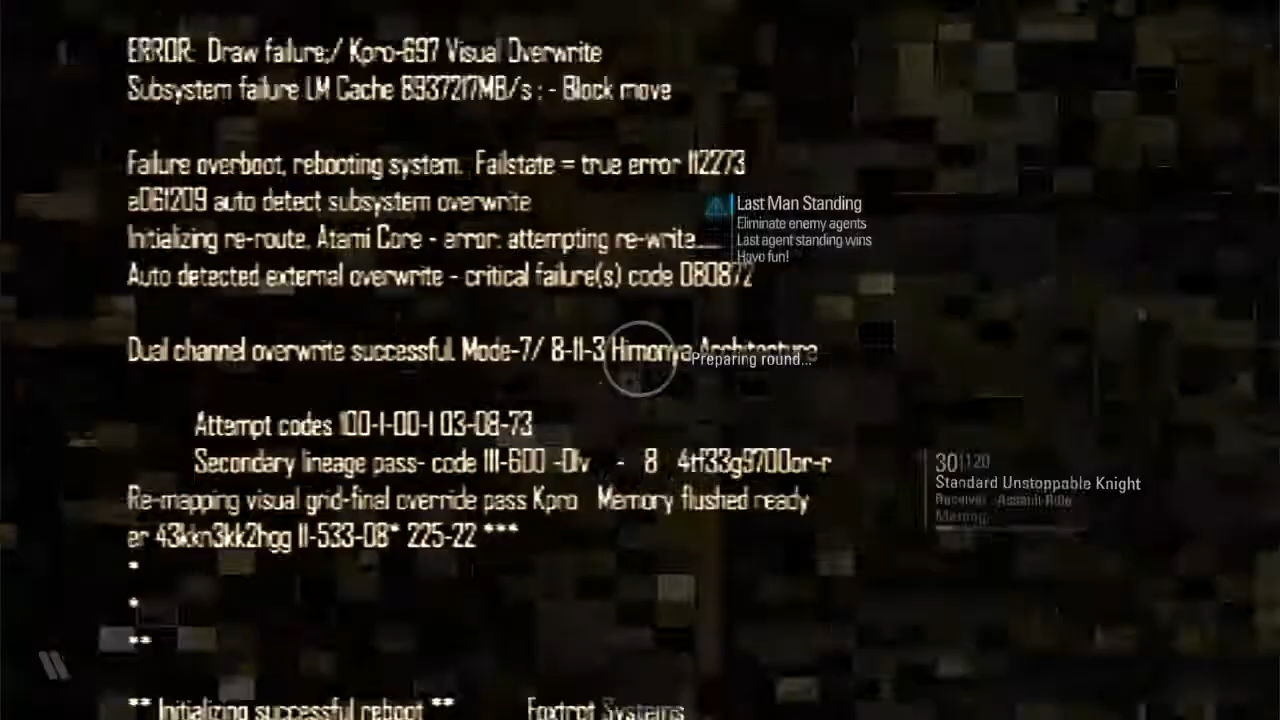 ERROR: Draw failure:/ Kpro-697 Visual Overwrite
Subsystem failure LM Cache 8937217MB/s : - Block move
Failure overboot, rebooting system. Failstate = true error 112273
a061209 auto detect subsystem overwrite
Initializing re-route, Atami Core - error: attempting re-write....
Auto detected external overwrite - critical failure(s) code 080872
Last Man Standing
Eliminate enemy agents
Last agent standing wins
Have fun!
Dual channel overwrite successful. Mode-7/ 8-11-3 Himonya Architecture
Preparing round...
Attempt codes 100-1-00-1 03-08-73
Secondary lineage pass- code 111-600 -Dlv - 8 4tf33g9700or-r
Re-mapping visual grid-final override pass Kpro Memory flushed ready
er 43kkn3kk2hgg 11-533-08* 225-22 ***
*
*
**
30|120
Standard Unstoppable Knight
Receiver: Assault Rifle
** Initializing successful reboot ** Foxtrot Systems